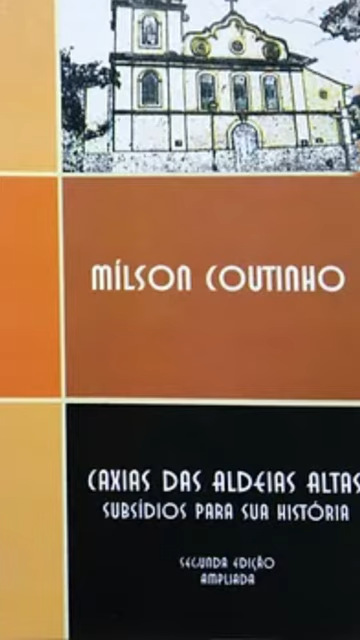 MÍLSON COUTINHO
CAXIAS DAS ALDEIAS ALTAS
SUBSÍDIOS PARA SUA HISTÓRIA
SEGUNDA EDIÇÃO
AMPLIADA